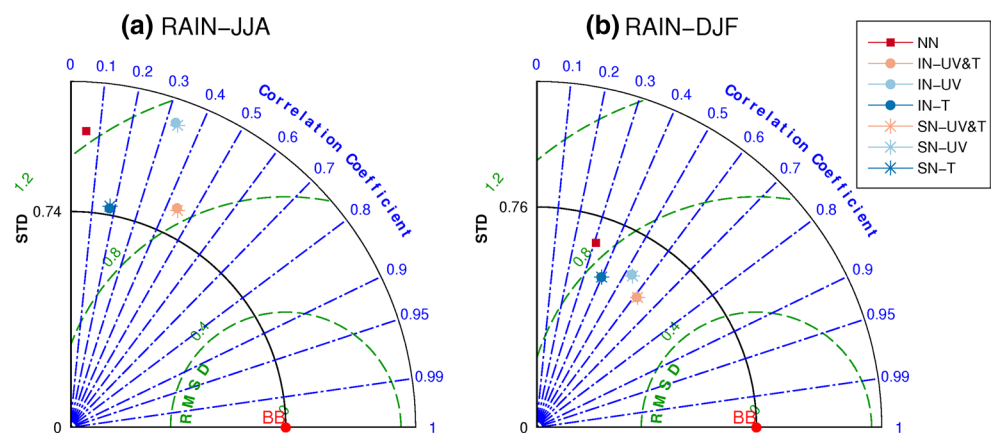 (a) RAIN−JJA
0 0.1 0.2 0.3 0.4 0.5 0.6 0.7 0.8 0.9 0.95 0.99 1
Correlation Coefficient
1.2
0.74
STD
0.8
0.4
RMSD
0
BB
0
(b) RAIN−DJF
0 0.1 0.2 0.3 0.4 0.5 0.6 0.7 0.8 0.9 0.95 0.99 1
Correlation Coefficient
1.2
0.76
STD
0.8
0.4
RMSD
0
BB
0
NN
IN−UV&T
IN−UV
IN−T
SN−UV&T
SN−UV
SN−T